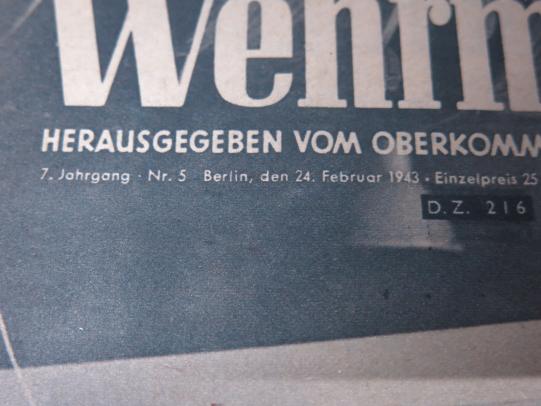 Wehrm
HERAUSGEGEBEN VOM OBERKOMM
7. Jahrgang · Nr. 5 Berlin, den 24. Februar 1943 · Einzelpreis 25
D. Z. 216